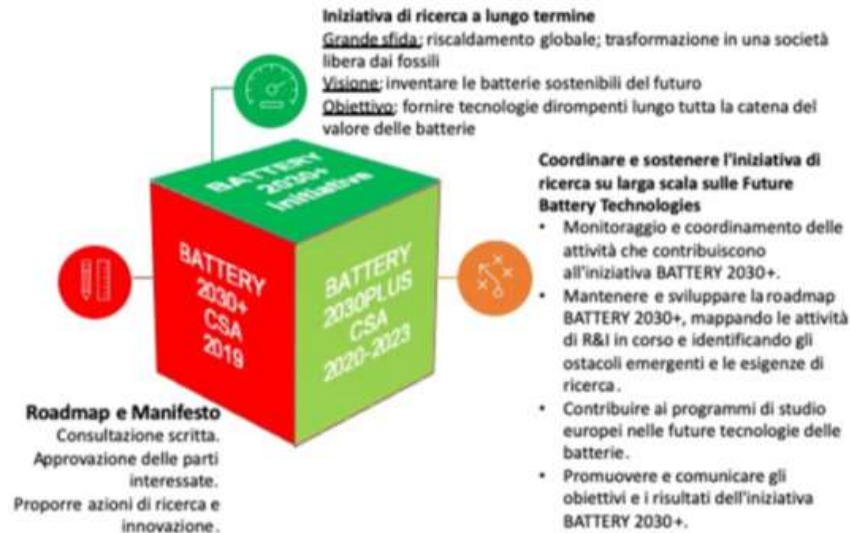 Iniziativa di ricerca a lungo termine
Grande sfida: riscaldamento globale; trasformazione in una società
libera dai fossili
Visione: inventare le batterie sostenibili del futuro
Obiettivo: fornire tecnologie dirompenti lungo tutta la catena del
valore delle batterie
BATTERY
2030+
Initiative
BATTERY
2030+
CSA
2019
BATTERY
2030PLUS
CSA
2020-2023
Coordinare e sostenere l'iniziativa di
ricerca su larga scala sulle Future
Battery Technologies
• Monitoraggio e coordinamento delle
attività che contribuiscono
all'iniziativa BATTERY 2030+.
• Mantenere e sviluppare la roadmap
BATTERY 2030+, mappando le attività
di R&I in corso e identificando gli
ostacoli emergenti e le esigenze di
ricerca.
• Contribuire ai programmi di studio
europei nelle future tecnologie delle
batterie.
• Promuovere e comunicare gli
obiettivi e i risultati dell'iniziativa
BATTERY 2030+.
Roadmap e Manifesto
Consultazione scritta.
Approvazione delle parti
interessate.
Proporre azioni di ricerca e
innovazione.